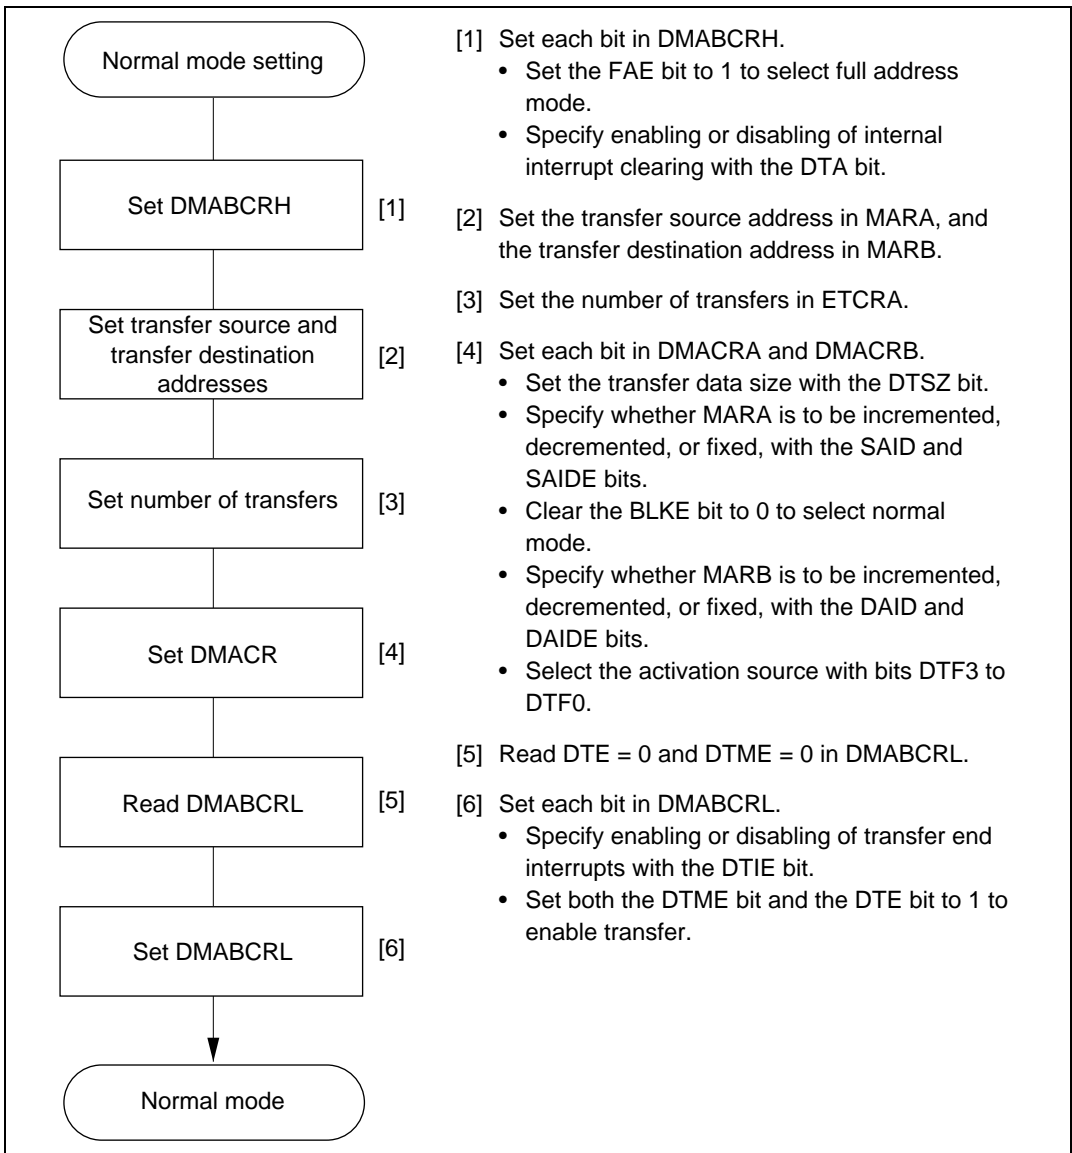 Normal mode setting
Set DMABCRH
[1]
Set transfer source and
transfer destination
addresses
[2]
Set number of transfers
[3]
Set DMACR
[4]
Read DMABCRL
[5]
Set DMABCRL
[6]
Normal mode
[1] Set each bit in DMABCRH.
• Set the FAE bit to 1 to select full address
mode.
• Specify enabling or disabling of internal
interrupt clearing with the DTA bit.
[2] Set the transfer source address in MARA, and
the transfer destination address in MARB.
[3] Set the number of transfers in ETCRA.
[4] Set each bit in DMACRA and DMACRB.
• Set the transfer data size with the DTSZ bit.
• Specify whether MARA is to be incremented,
decremented, or fixed, with the SAID and
SAIDE bits.
• Clear the BLKE bit to 0 to select normal
mode.
• Specify whether MARB is to be incremented,
decremented, or fixed, with the DAID and
DAIDE bits.
• Select the activation source with bits DTF3 to
DTF0.
[5] Read DTE = 0 and DTME = 0 in DMABCRL.
[6] Set each bit in DMABCRL.
• Specify enabling or disabling of transfer end
interrupts with the DTIE bit.
• Set both the DTME bit and the DTE bit to 1 to
enable transfer.